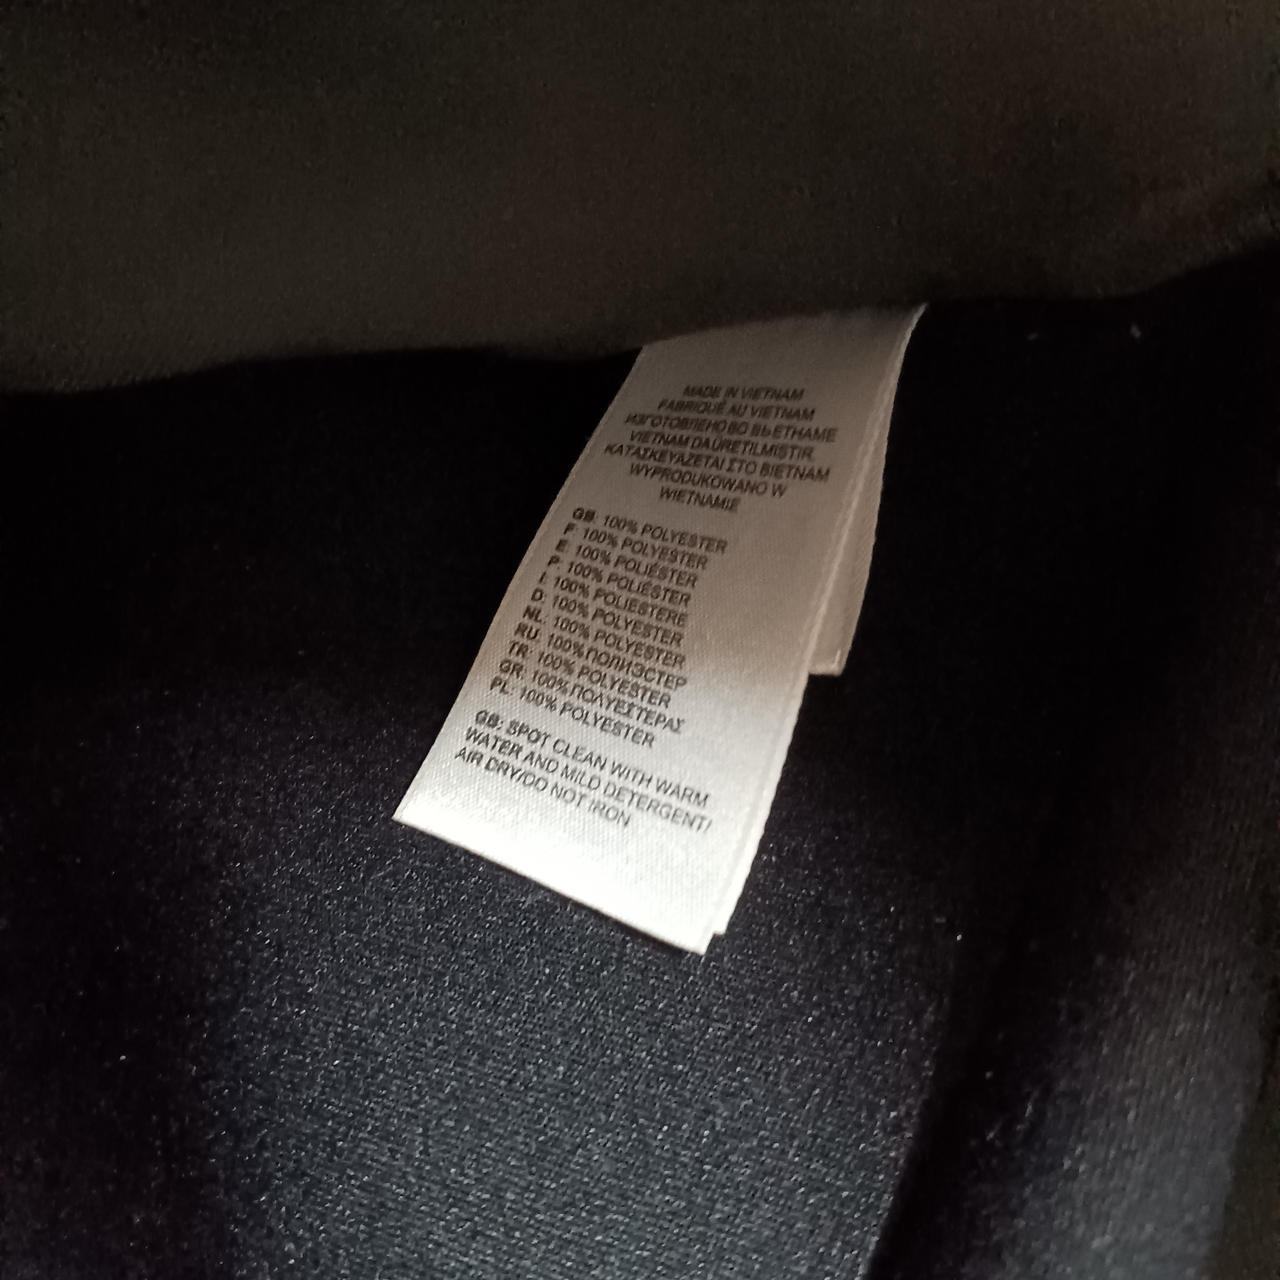 MADE IN VIETNAM
FABRIQUÉ AU VIETNAM
ИЗГОТОВЛЕНО ВО ВЬЕТНАМЕ
VIETNAM DA ÜRETILMISTIR.
ΚΑΤΑΣΚΕΥΑΖΕΤΑΙ ΣΤΟ ΒΙΕΤΝΑΜ
WYPRODUKOWANO W
WIETNAMIE
GB: 100% POLYESTER
F: 100% POLYESTER
E: 100% POLIÉSTER
P: 100% POLIÉSTER
I: 100% POLIESTERE
D: 100% POLYESTER
NL: 100% POLYESTER
RU: 100% ПОЛИЭСТЕР
TR: 100% POLYESTER
GR: 100% ΠΟΛΥΕΣΤΕΡΑΣ
PL: 100% POLYESTER
GB: SPOT CLEAN WITH WARM
WATER AND MILD DETERGENT/
AIR DRY/DO NOT IRON